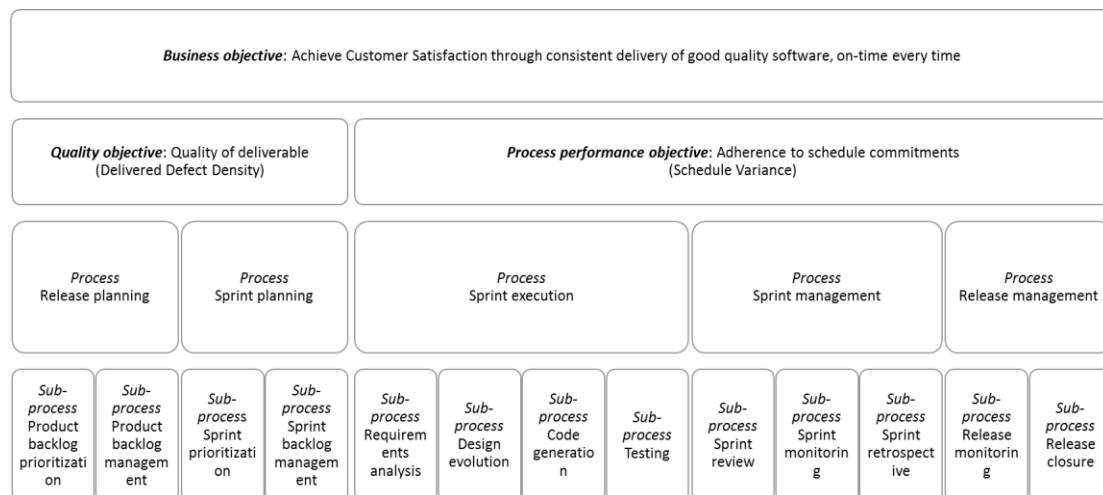 Business objective: Achieve Customer Satisfaction through consistent delivery of good quality software, on-time every time
Quality objective: Quality of deliverable
(Delivered Defect Density)
Process performance objective: Adherence to schedule commitments
(Schedule Variance)
Process
Release planning
Process
Sprint planning
Process
Sprint execution
Process
Sprint management
Process
Release management
Sub-
process
Product
backlog
prioritizati
on
Sub-
process
Product
backlog
managem
ent
Sub-
process
Sprint
prioritizat
ion
Sub-
process
Sprint
backlog
managem
ent
Sub-
process
Requirem
ents
analysis
Sub-
process
Design
evolution
Sub-
process
Code
generatio
n
Sub-
process
Testing
Sub-
process
Sprint
review
Sub-
process
Sprint
monitorin
g
Sub-
process
Sprint
retrospect
ive
Sub-
process
Release
monitorin
g
Sub-
process
Release
closure